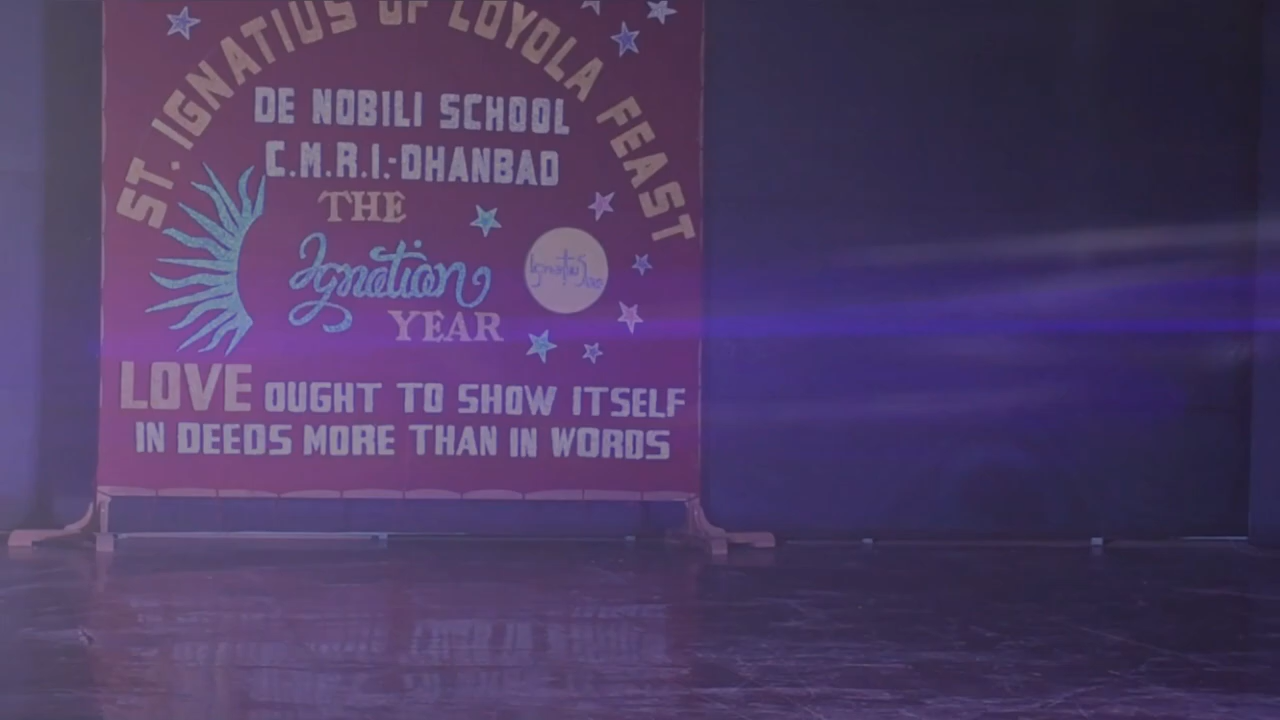 ST. IGNATIUS OF LOYOLA FEAST
DE NOBILI SCHOOL
C.M.R.I.-DHANBAD
THE
Ignatian
YEAR
LOVE OUGHT TO SHOW ITSELF
IN DEEDS MORE THAN IN WORDS